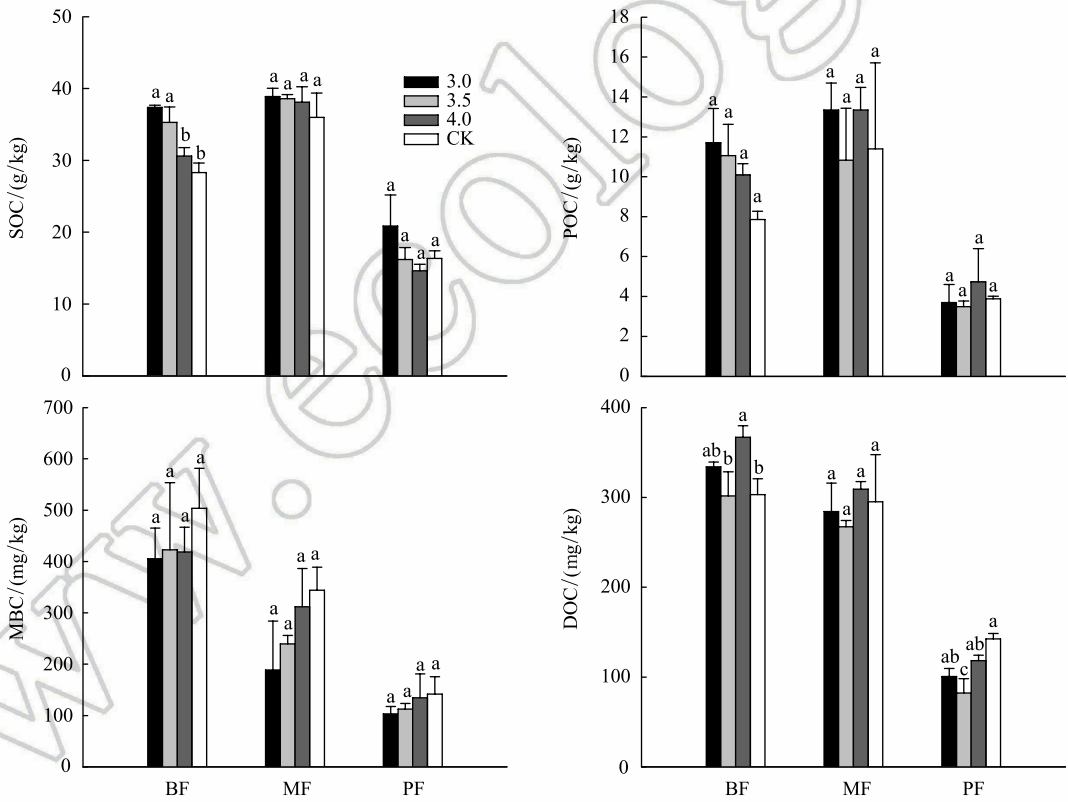 50
40
30
20
10
0
SOC/(g/kg)
a a b b
a a a a
a a a a
3.0
3.5
4.0
CK
18
16
14
12
10
8
6
4
2
0
POC/(g/kg)
a a a a
a a a a
a a a a
700
600
500
400
300
200
100
0
MBC/(mg/kg)
a a a a
a a a a
a a a a
BF MF PF
400
300
200
100
0
DOC/(mg/kg)
ab b a b
a a a a
ab c ab a
BF MF PF
www.ecolog